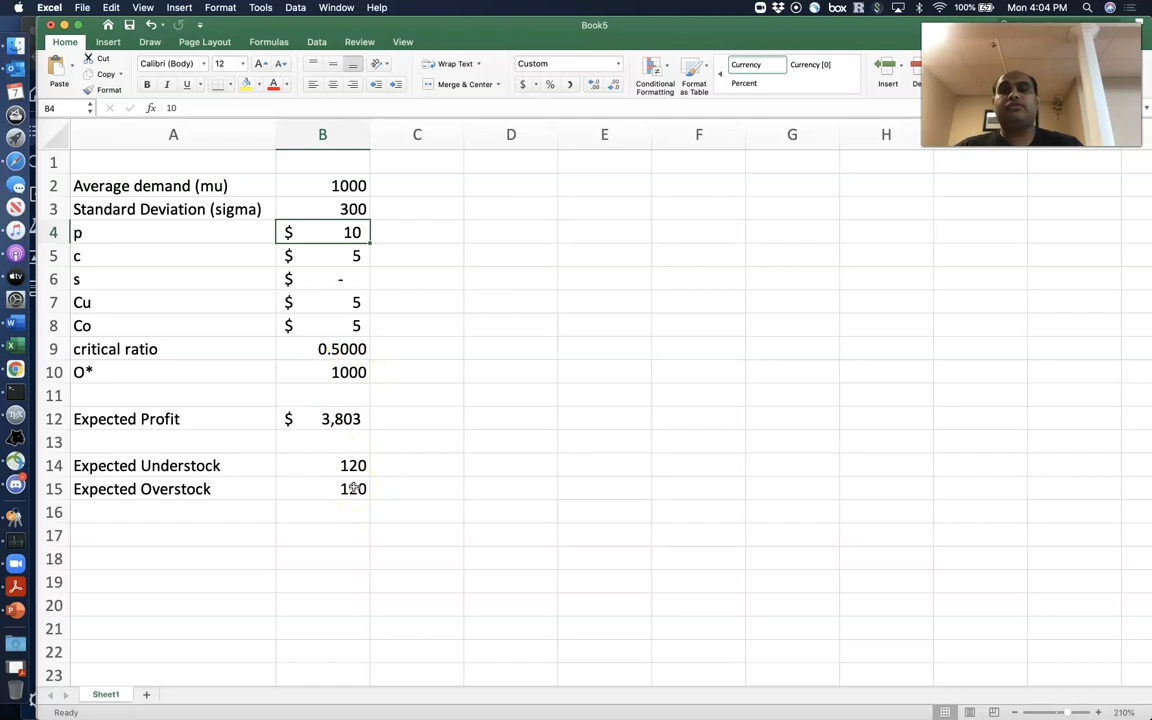 Excel File Edit View Insert Format Tools Data Window Help
box 100% Mon 4:04 PM
Book5
Home Insert Draw Page Layout Formulas Data Review View
Paste Cut Copy Format
Calibri (Body) 12
Wrap Text
Merge & Center
Custom
$ % 
Conditional Formatting
Format as Table
Currency Currency [0]
Percent
Insert
B4 fx 10
A B C D E F G H
1
2 Average demand (mu) 1000
3 Standard Deviation (sigma) 300
4 p $ 10
5 c $ 5
6 s $ -
7 Cu $ 5
8 Co $ 5
9 critical ratio 0.5000
10 O* 1000
11
12 Expected Profit $ 3,803
13
14 Expected Understock 120
15 Expected Overstock 120
16
17
18
19
20
21
22
23
Sheet1 +
Ready 210%